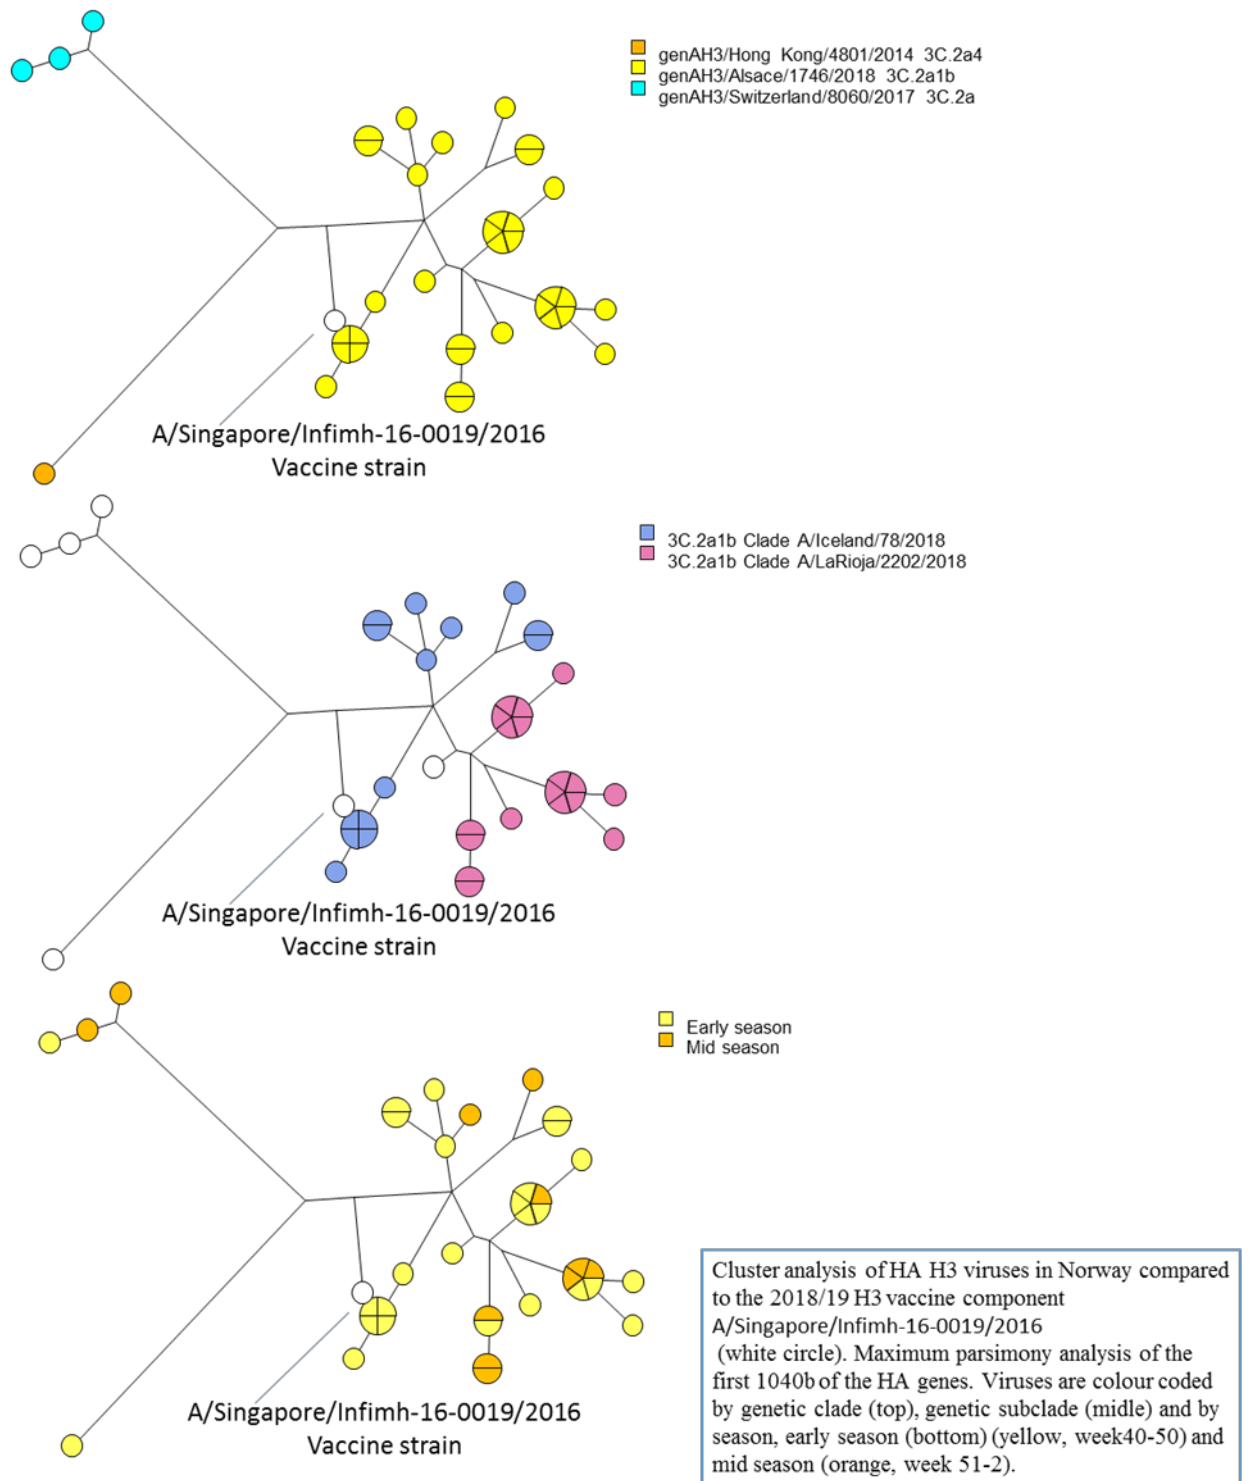 genAH3/Hong Kong/4801/2014 3C.2a4
genAH3/Alsace/1746/2018 3C.2a1b
genAH3/Switzerland/8060/2017 3C.2a
A/Singapore/Infimh-16-0019/2016
Vaccine strain
3C.2a1b Clade A/Iceland/78/2018
3C.2a1b Clade A/LaRioja/2202/2018
A/Singapore/Infimh-16-0019/2016
Vaccine strain
Early season
Mid season
A/Singapore/Infimh-16-0019/2016
Vaccine strain
Cluster analysis of HA H3 viruses in Norway compared
to the 2018/19 H3 vaccine component
A/Singapore/Infimh-16-0019/2016
(white circle). Maximum parsimony analysis of the
first 1040b of the HA genes. Viruses are colour coded
by genetic clade (top), genetic subclade (midle) and by
season, early season (bottom) (yellow, week40-50) and
mid season (orange, week 51-2).